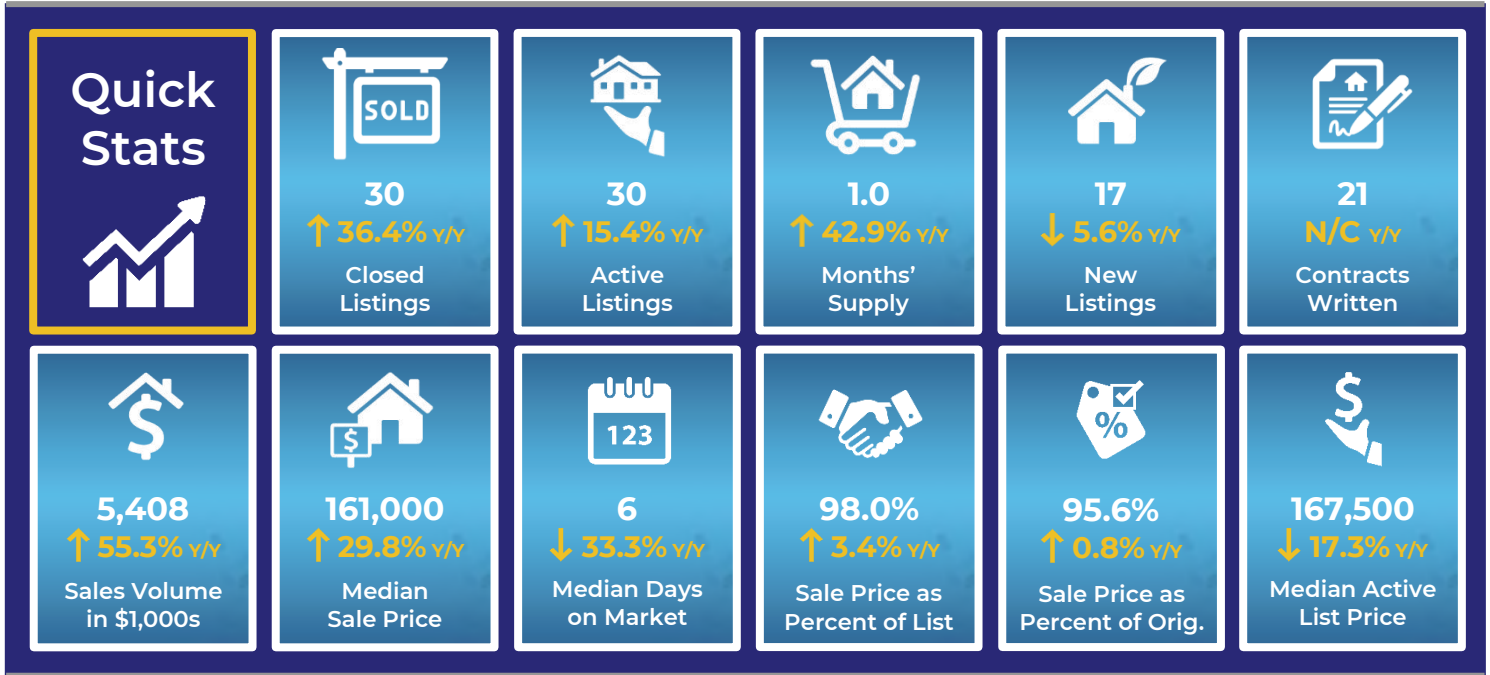 Quick
Stats
SOLD
30
↑ 36.4% Y/Y
Closed
Listings
30
↑ 15.4% Y/Y
Active
Listings
1.0
↑ 42.9% Y/Y
Months’
Supply
17
↓ 5.6% Y/Y
New
Listings
21
N/C Y/Y
Contracts
Written
$
5,408
↑ 55.3% Y/Y
Sales Volume
in $1,000s
$
161,000
↑ 29.8% Y/Y
Median
Sale Price
123
6
↓ 33.3% Y/Y
Median Days
on Market
98.0%
↑ 3.4% Y/Y
Sale Price as
Percent of List
%
95.6%
↑ 0.8% Y/Y
Sale Price as
Percent of Orig.
$
167,500
↓ 17.3% Y/Y
Median Active
List Price